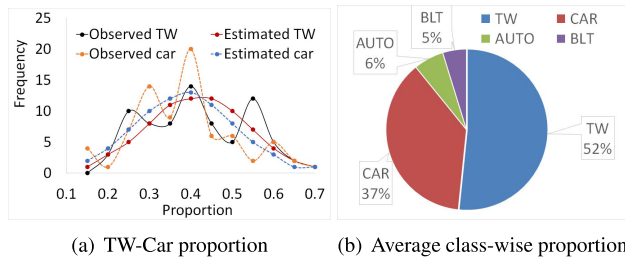 25
20
15
10
5
0
Frequency
Observed TW
Estimated TW
Observed car
Estimated car
0.1 0.2 0.3 0.4 0.5 0.6 0.7
Proportion
(a) TW-Car proportion
TW CAR
AUTO BLT
BLT
5%
AUTO
6%
TW
52%
CAR
37%
(b) Average class-wise proportion